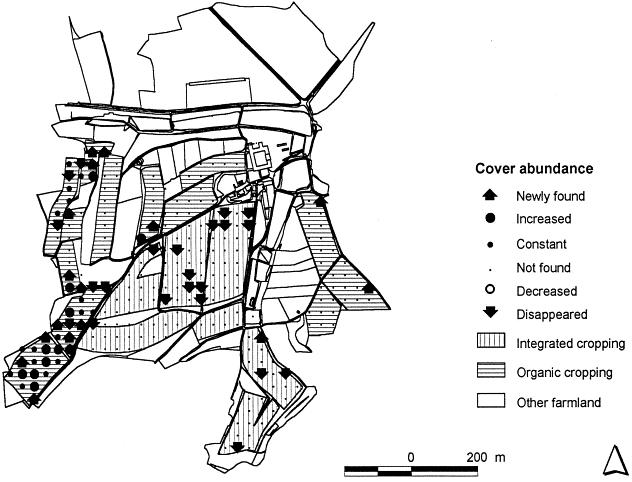 Cover abundance
Newly found
Increased
Constant
Not found
Decreased
Disappeared
Integrated cropping
Organic cropping
Other farmland
0 200 m